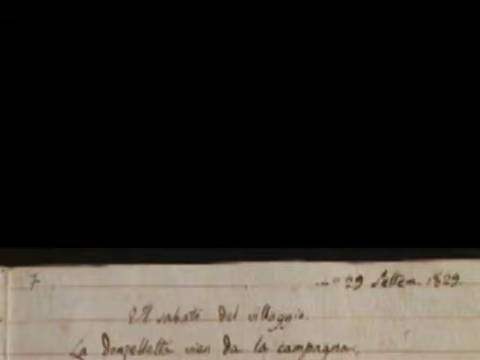 7 29 Settem. 1829.
Il sabato del villaggio.
La donzelletta vien da la campagna,